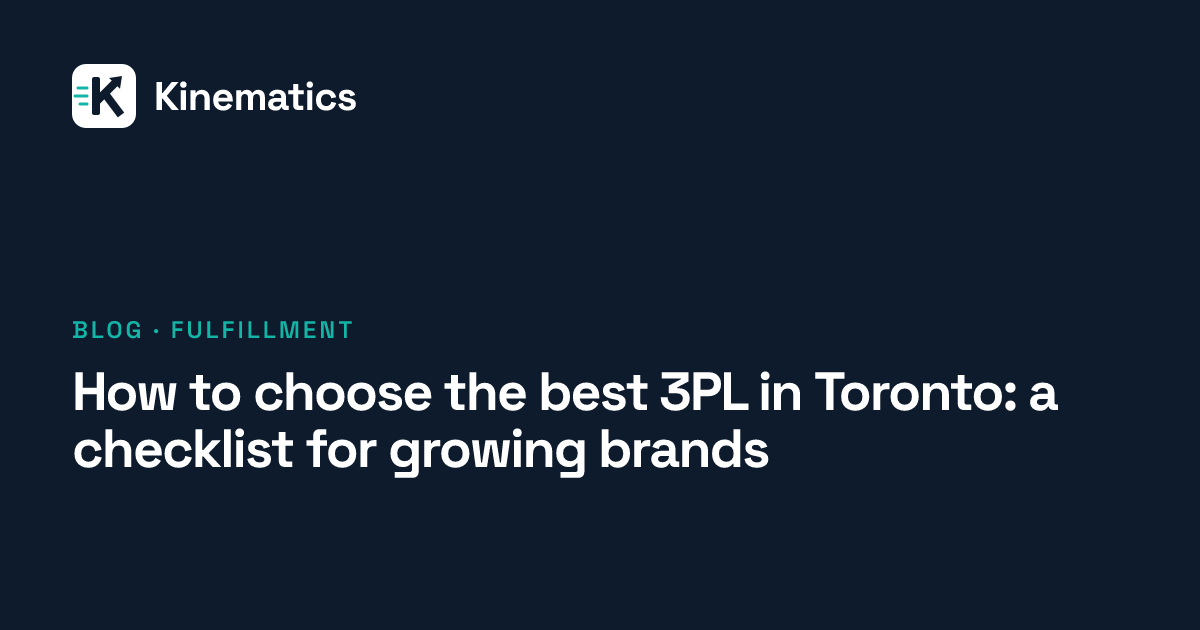 K Kinematics
BLOG · FULFILLMENT
How to choose the best 3PL in Toronto: a
checklist for growing brands